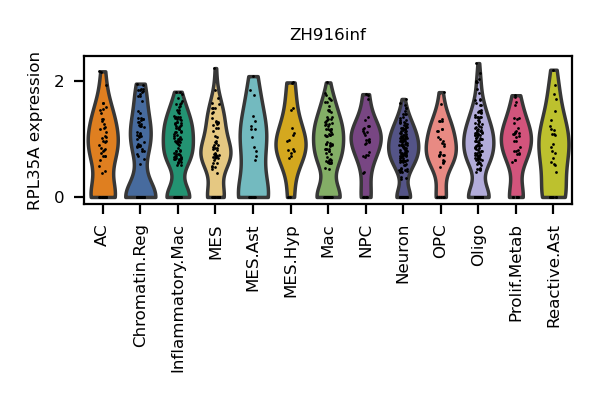 ZH916inf
RPL35A expression
2
0
AC
Chromatin.Reg
Inflammatory.Mac
MES
MES.Ast
MES.Hyp
Mac
NPC
Neuron
OPC
Oligo
Prolif.Metab
Reactive.Ast